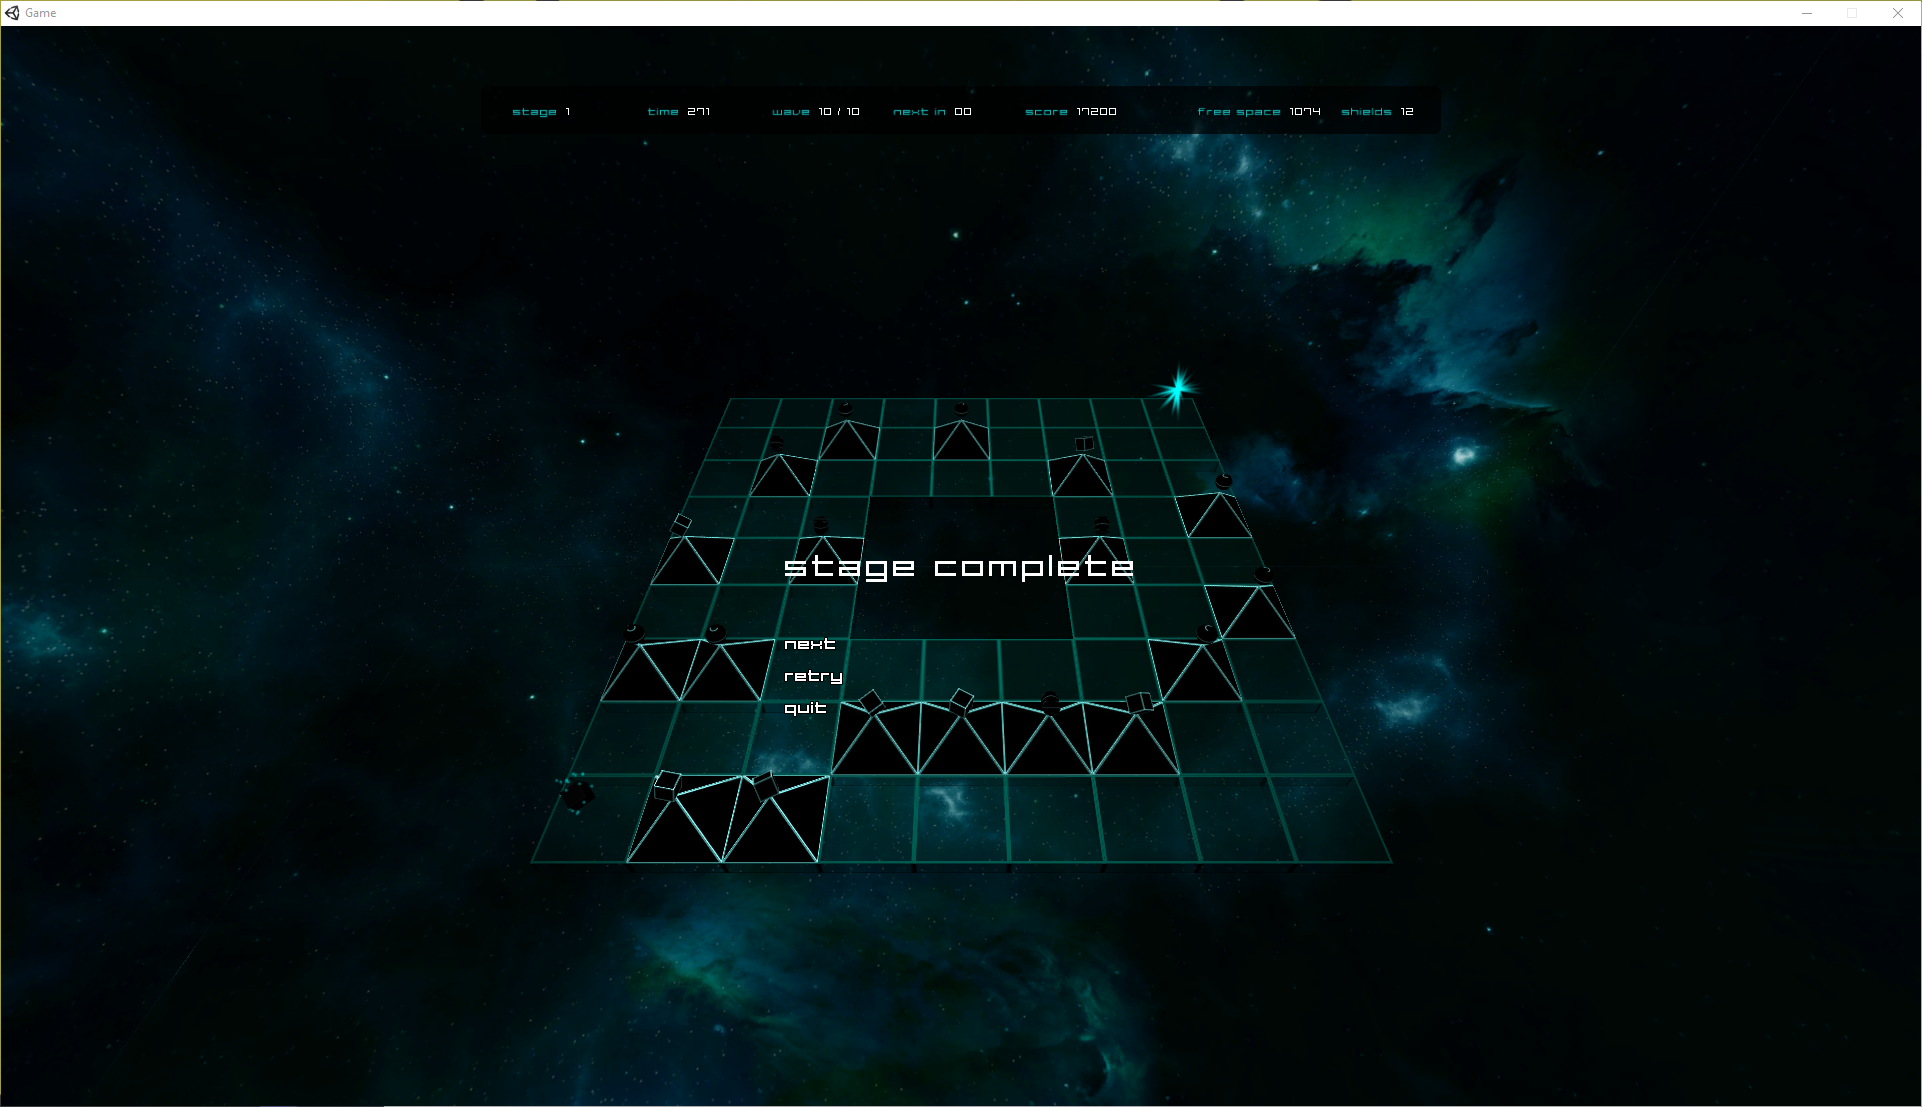 Game
stage 1 time 271 wave 10 / 10 next in 00 score 17200 free space 1074 shields 12
stage complete
next
retry
quit